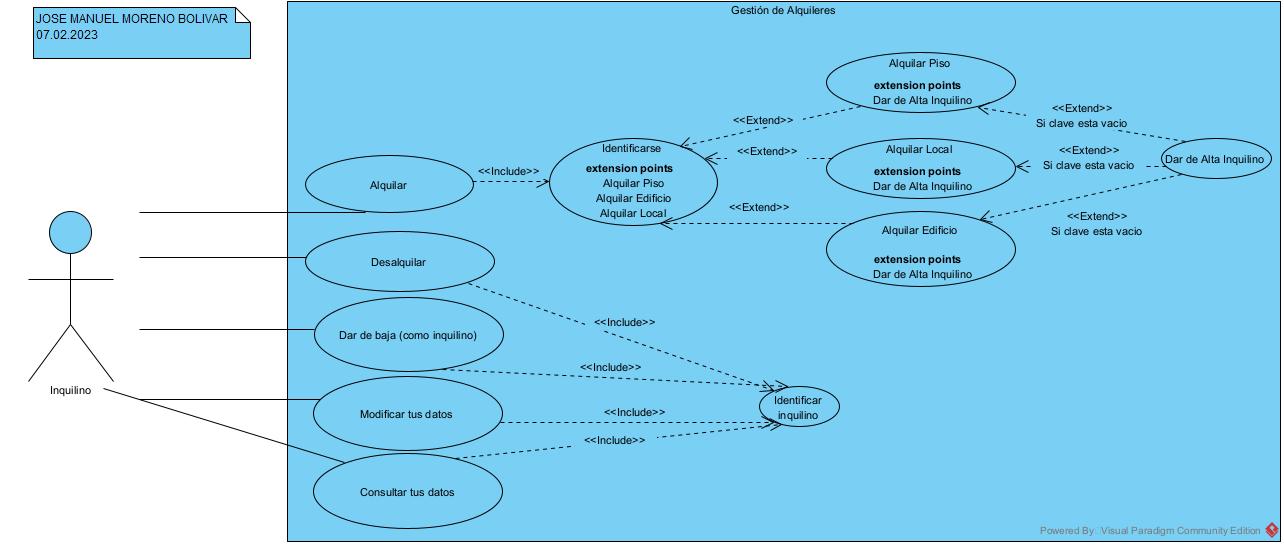 JOSE MANUEL MORENO BOLIVAR
07.02.2023
Gestión de Alquileres
Alquilar Piso
extension points
Dar de Alta Inquilino
<<Extend>>
Si clave esta vacio
<<Extend>>
Identificarse
extension points
Alquilar Piso
Alquilar Edificio
Alquilar Local
<<Extend>>
Alquilar Local
extension points
Dar de Alta Inquilino
<<Extend>>
Si clave esta vacio
Dar de Alta Inquilino
<<Include>>
Alquilar
<<Extend>>
Alquilar Edificio
extension points
Dar de Alta Inquilino
<<Extend>>
Si clave esta vacio
Desalquilar
<<Include>>
Dar de baja (como inquilino)
<<Include>>
Inquilino
Identificar
inquilino
Modificar tus datos
<<Include>>
<<Include>>
Consultar tus datos
Powered By: Visual Paradigm Community Edition